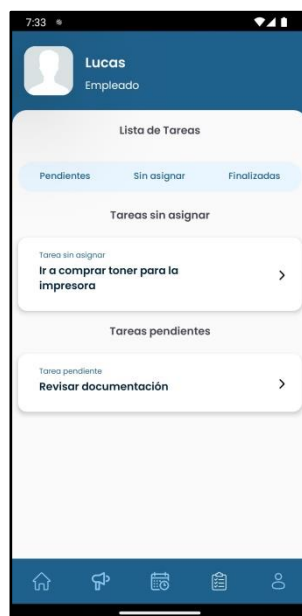 7:33
Lucas
Empleado
Lista de Tareas
Pendientes Sin asignar Finalizadas
Tareas sin asignar
Tarea sin asignar
Ir a comprar toner para la
impresora
Tareas pendientes
Tarea pendiente
Revisar documentación